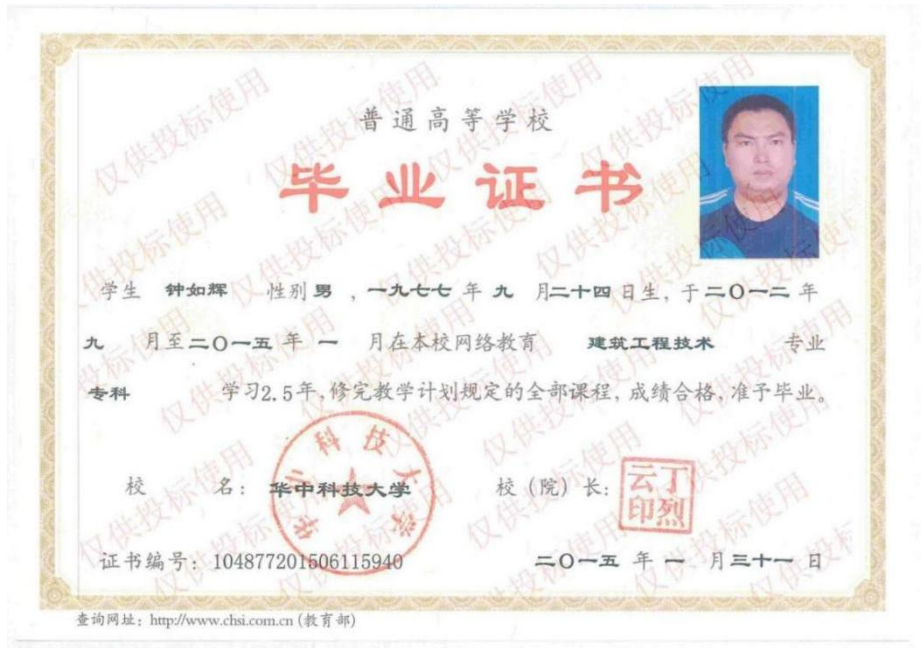 普通高等学校
毕业证书
学生 钟如辉 性别 男 ，一九七七 年 九 月二十四日生，于二〇一二 年
九 月至二〇一五 年 一 月在本校网络教育 建筑工程技术 专业
专科 学习2.5年，修完教学计划规定的全部课程，成绩合格，准予毕业。
华中科技大学
校 名： 华中科技大学 校（院）长： 丁烈云印
证书编号：104877201506115940 二〇一五 年 一 月三十一 日
查询网址：http://www.chsi.com.cn (教育部)
仅供投标使用